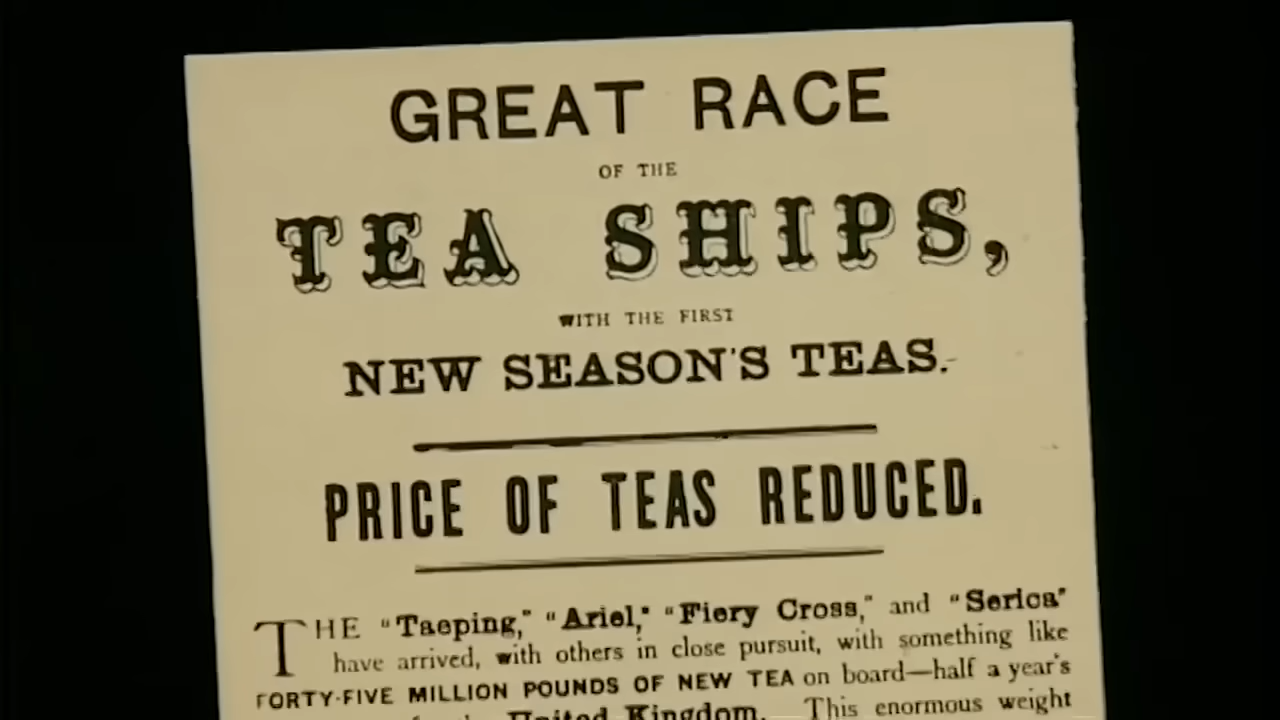 GREAT RACE
OF THE
TEA SHIPS,
WITH THE FIRST
NEW SEASON'S TEAS.
PRICE OF TEAS REDUCED.
THE "Taeping," "Ariel," "Fiery Cross," and "Serica"
have arrived, with others in close pursuit, with something like
FORTY-FIVE MILLION POUNDS OF NEW TEA on board—half a year's
for the United Kingdom. This enormous weight